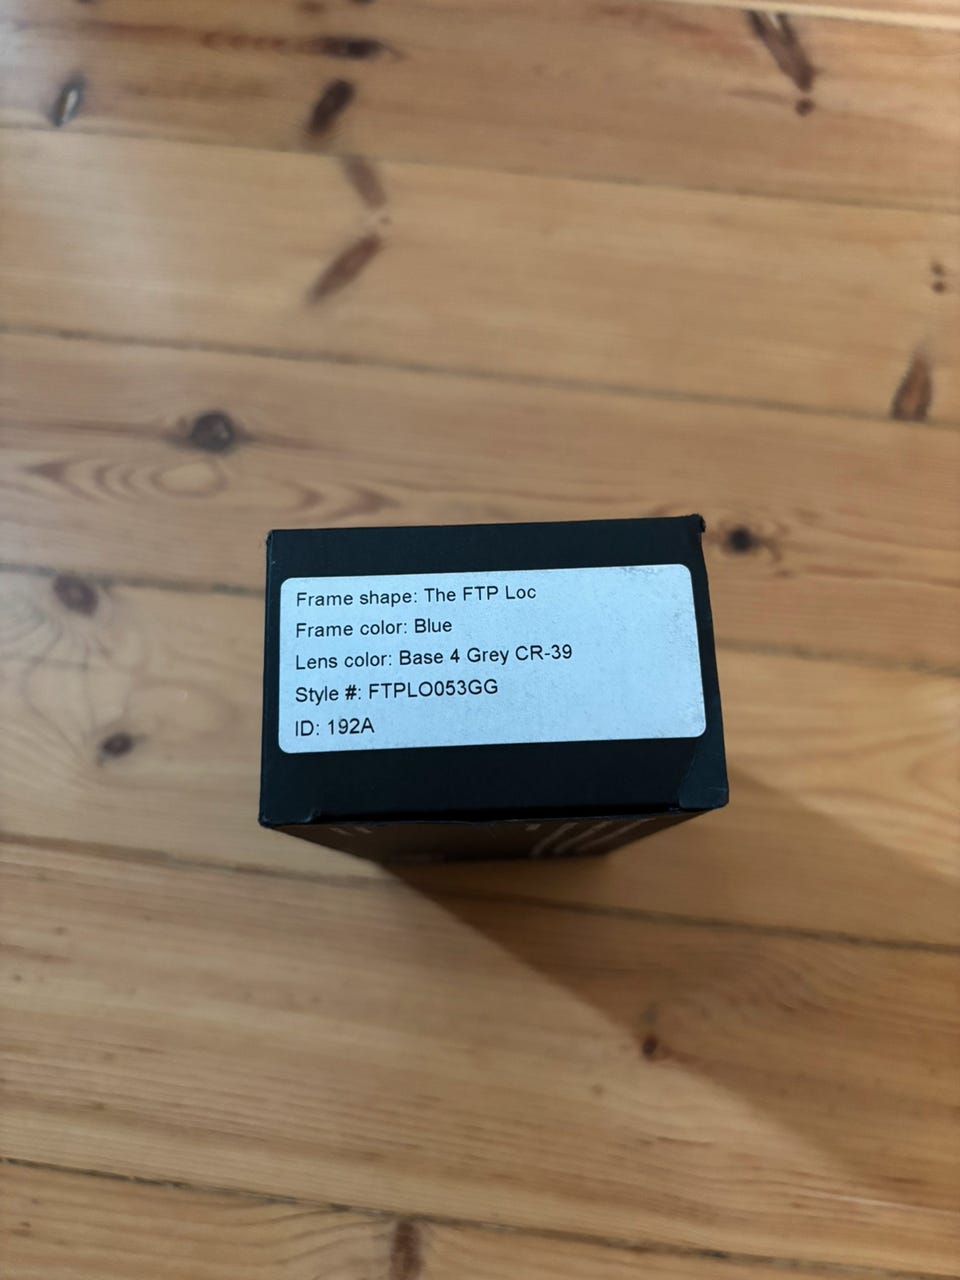 Frame shape: The FTP Loc
Frame color: Blue
Lens color: Base 4 Grey CR-39
Style #: FTPLO053GG
ID: 192A